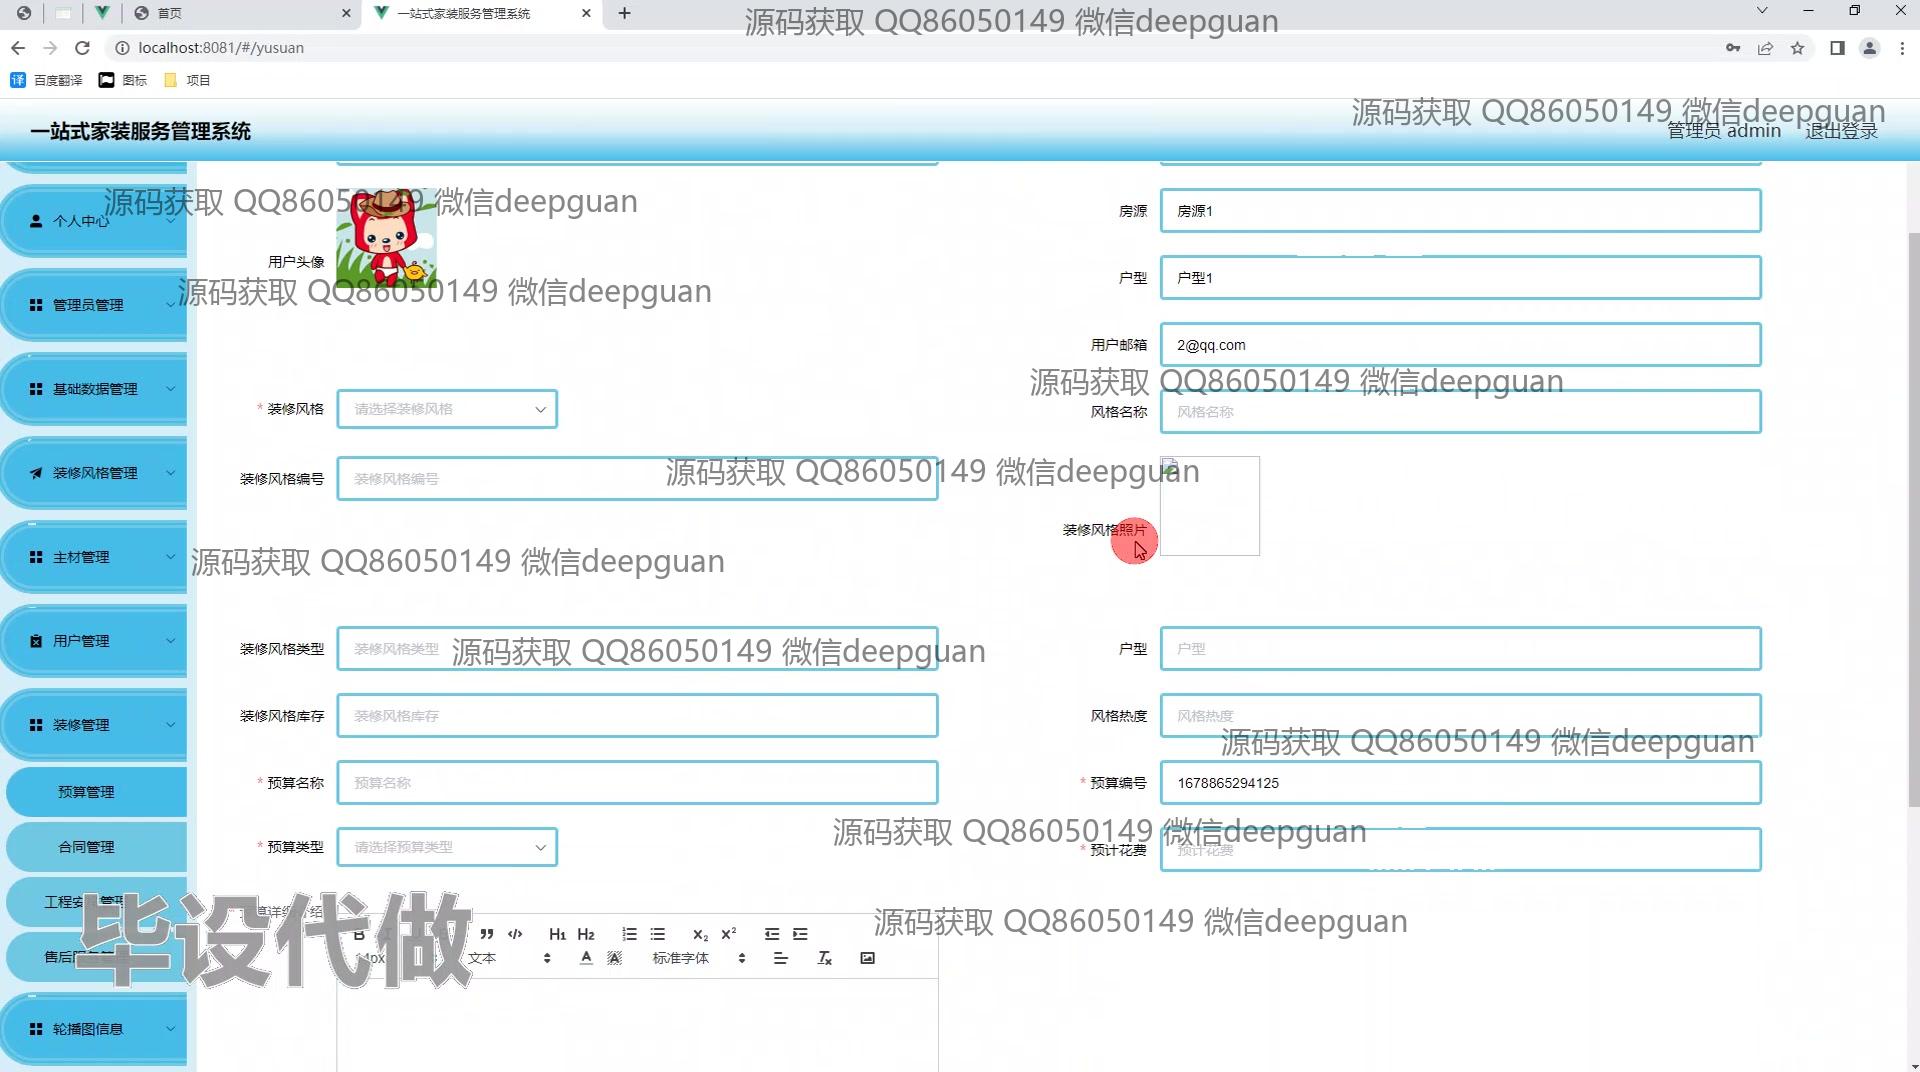 首页
一站式家装服务管理系统
源码获取 QQ86050149 微信deepguan
localhost:8081/#/yusuan
百度翻译 图标 项目
源码获取 QQ86050149 微信deepguan
一站式家装服务管理系统
管理员 admin 退出登录
源码获取 QQ86050149 微信deepguan
个人中心
房源 房源1
用户头像
户型 户型1
源码获取 QQ86050149 微信deepguan
管理员管理
用户邮箱 2@qq.com
源码获取 QQ86050149 微信deepguan
基础数据管理
* 装修风格 请选择装修风格
风格名称 风格名称
装修风格管理
装修风格编号 装修风格编号
源码获取 QQ86050149 微信deepguan
装修风格照片
主材管理
源码获取 QQ86050149 微信deepguan
用户管理
装修风格类型 装修风格类型
源码获取 QQ86050149 微信deepguan
户型 户型
装修管理
装修风格库存 装修风格库存
风格热度 风格热度
源码获取 QQ86050149 微信deepguan
预算管理
* 预算名称 预算名称
* 预算编号 1678865294125
合同管理
* 预算类型 请选择预算类型
源码获取 QQ86050149 微信deepguan
* 预计花费 预计花费
毕设代做
源码获取 QQ86050149 微信deepguan
B H1 H2 X2 X2
文本 A A 标准字体 Tx
轮播图信息